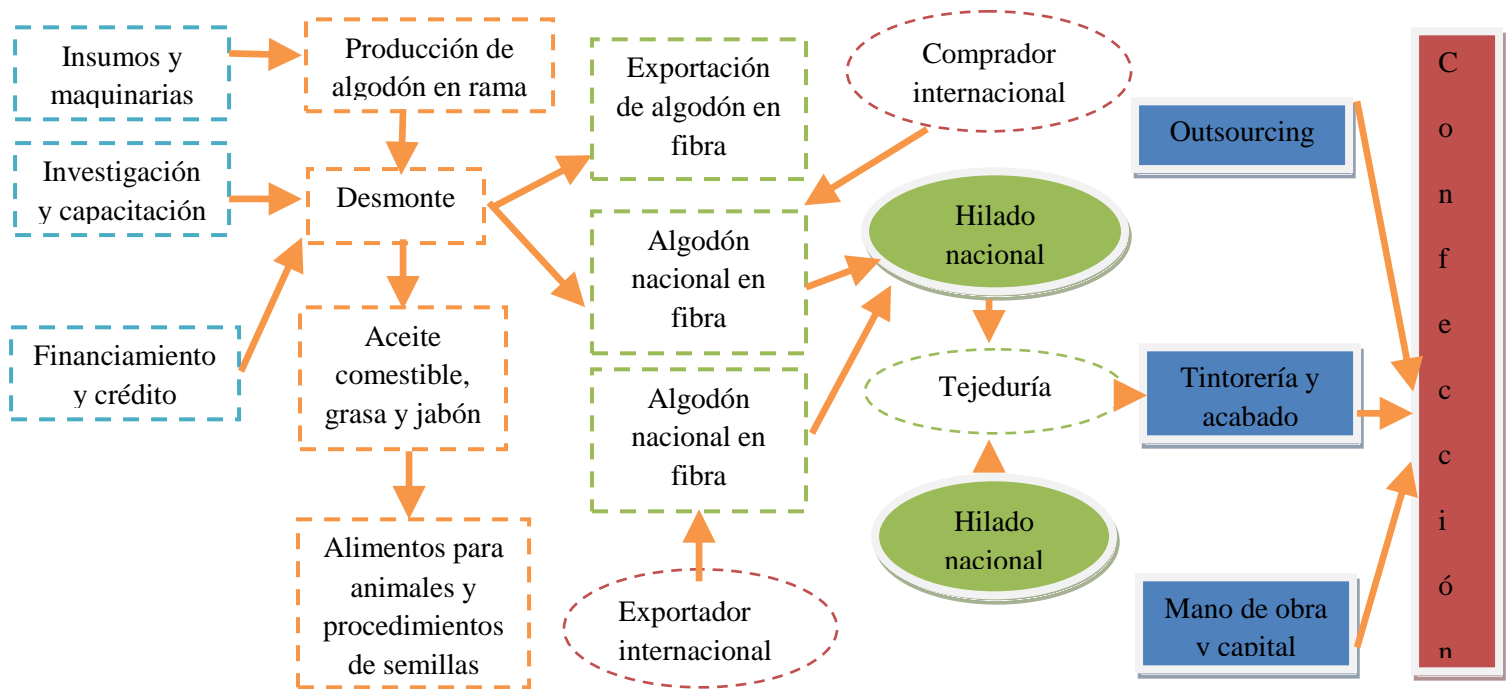 Insumos y
maquinarias
Producción de
algodón en rama
Investigación
y capacitación
Desmonte
Financiamiento
y crédito
Aceite
comestible,
grasa y jabón
Alimentos para
animales y
procedimientos
de semillas
Exportación
de algodón en
fibra
Algodón
nacional en
fibra
Algodón
nacional en
fibra
Exportador
internacional
Comprador
internacional
Hilado
nacional
Tejeduría
Hilado
nacional
Outsourcing
Tintorería y
acabado
Mano de obra
y capital
C
o
n
f
e
c
c
i
ó
n